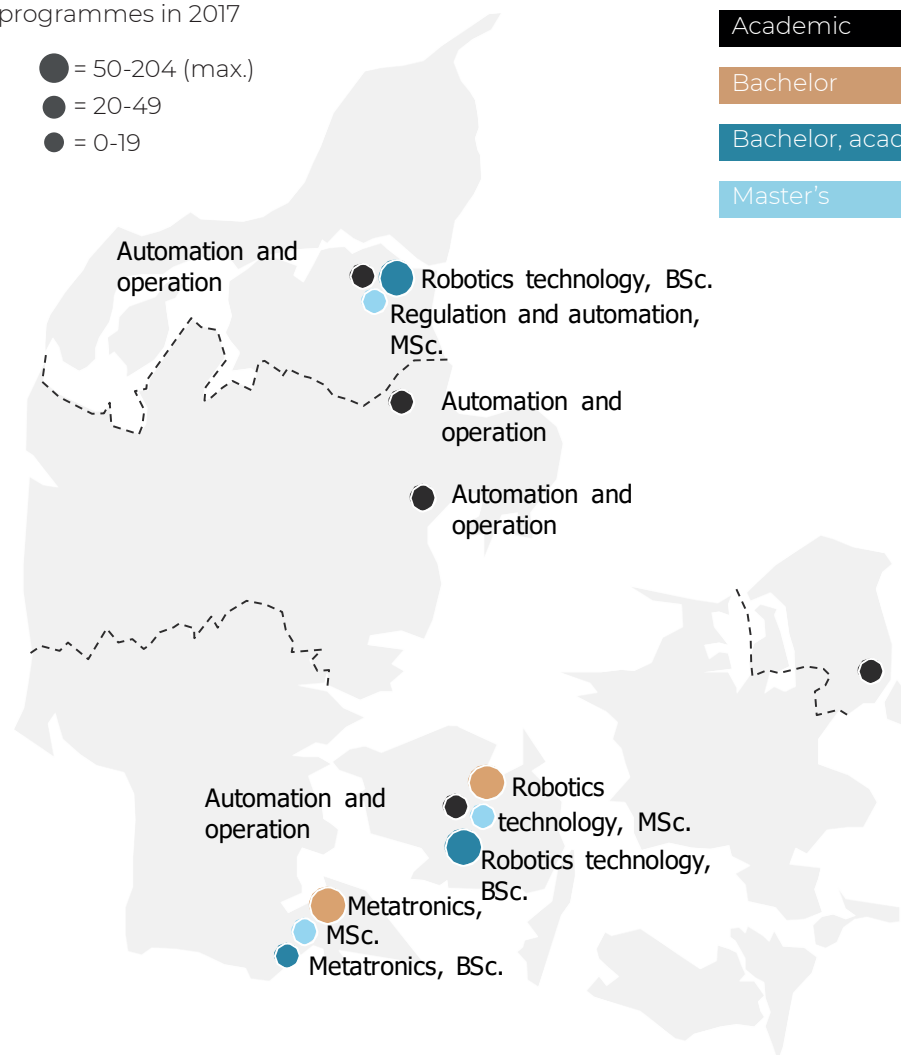 programmes in 2017
= 50-204 (max.)
= 20-49
= 0-19
Academic
Bachelor
Bachelor, acad
Master's
Automation and
operation
Robotics technology, BSc.
Regulation and automation,
MSc.
Automation and
operation
Automation and
operation
Automation and
operation
Robotics
technology, MSc.
Robotics technology,
BSc.
Metatronics,
MSc.
Metatronics, BSc.